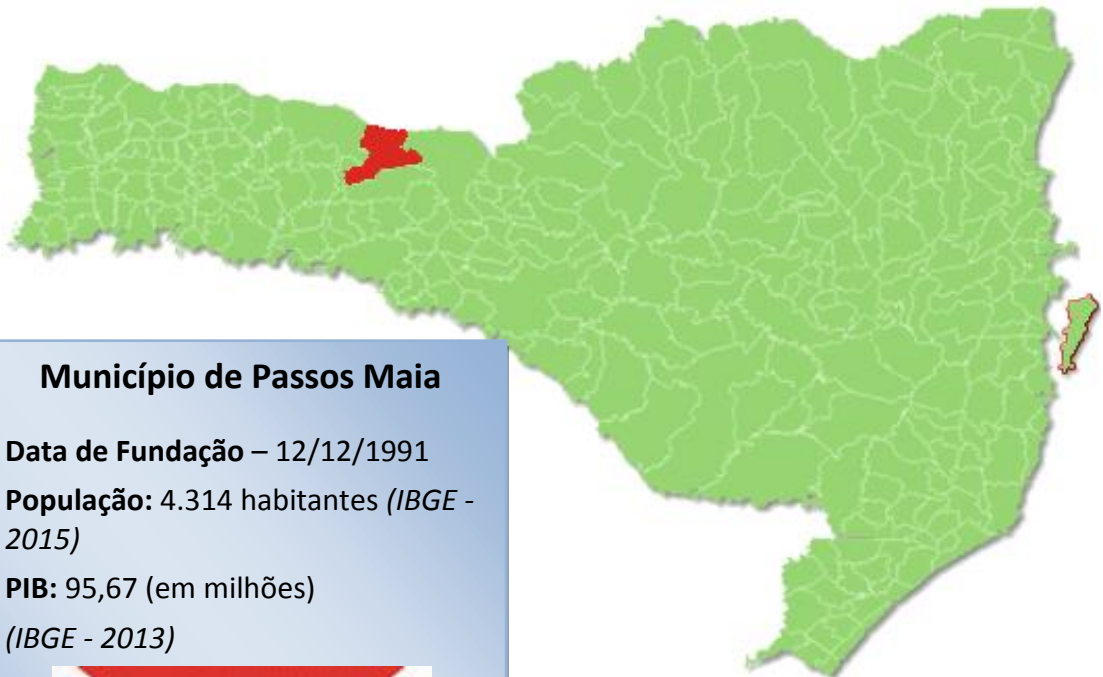 Município de Passos Maia
Data de Fundação – 12/12/1991
População: 4.314 habitantes (IBGE -
2015)
PIB: 95,67 (em milhões)
(IBGE - 2013)